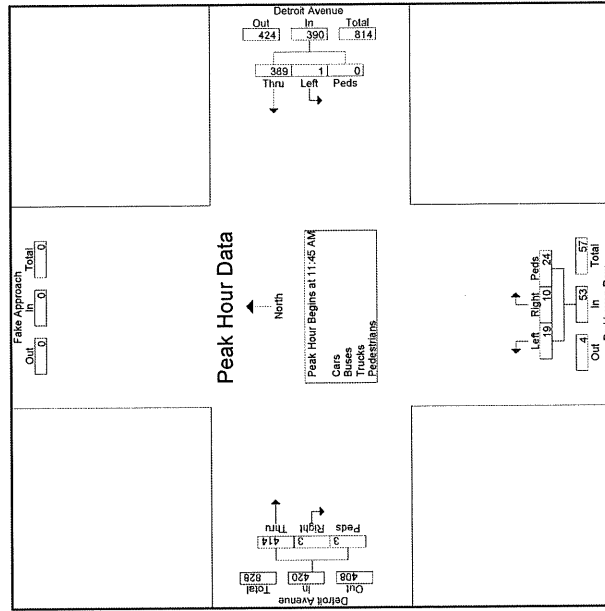 Fake Approach
Out In Total
0 0 0
Detroit Avenue
Out In Total
424 390 814
389 1 0
Thru Left Peds
Peak Hour Data
North
Peak Hour Begins at 11:45 AM
Cars
Buses
Trucks
Pedestrians
Thru Right Peds
414 3 3
828 420 408
Total In Out
Detroit Avenue
Left Right Peds
19 10 24
4 53 57
Out In Total